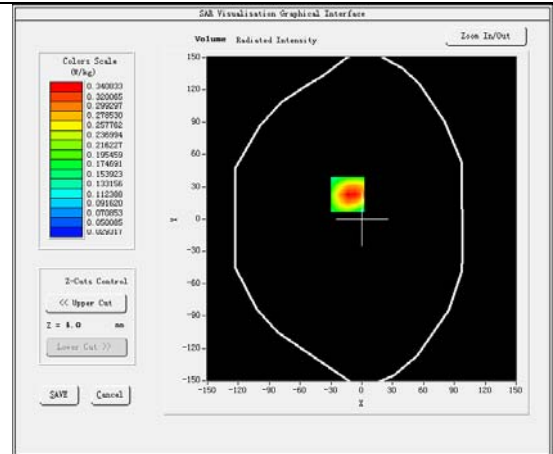 SAR Visualisation Graphical Interface
Volume Radiated Intensity
Zoom In/Out
Colors Scale
(W/kg)
0.340833
0.320065
0.299297
0.278530
0.257762
0.236994
0.216227
0.195459
0.174691
0.153923
0.133156
0.112388
0.091620
0.070853
0.050085
150
120
90
60
30
0
-30
-60
-90
-120
-150
Y
-150 -120 -90 -60 -30 0 30 60 90 120 150
X
Z-Cuts Control
<< Upper Cut
Z = 4.0 mm
Lower Cut >>
SAVE
Cancel